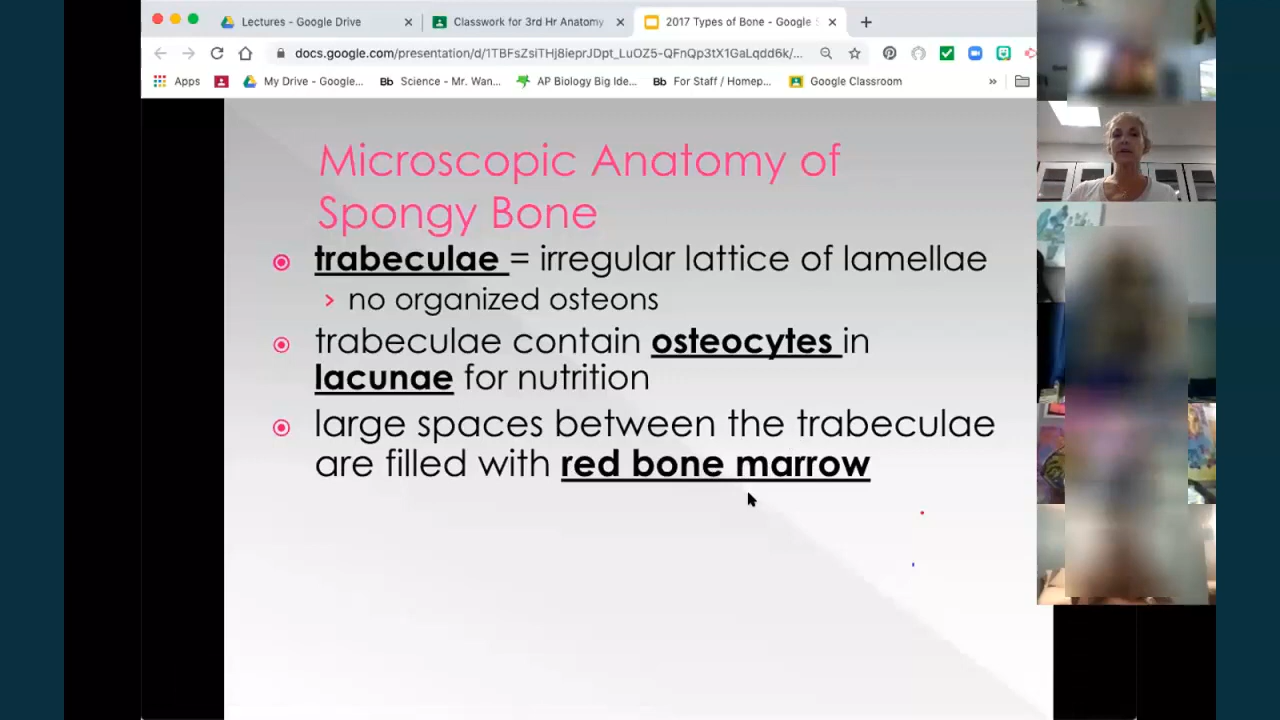 Lectures - Google Drive
Classwork for 3rd Hr Anatomy
2017 Types of Bone - Google S
docs.google.com/presentation/d/1TBFsZsiTHj8ieprJDpt_LuOZ5-QFnQp3tX1GaLqdd6k/...
Apps
My Drive - Google...
Bb Science - Mr. Wan...
AP Biology Big Ide...
Bb For Staff / Homep...
Google Classroom
»
Microscopic Anatomy of
Spongy Bone
trabeculae = irregular lattice of lamellae
› no organized osteons
trabeculae contain osteocytes in
lacunae for nutrition
large spaces between the trabeculae
are filled with red bone marrow